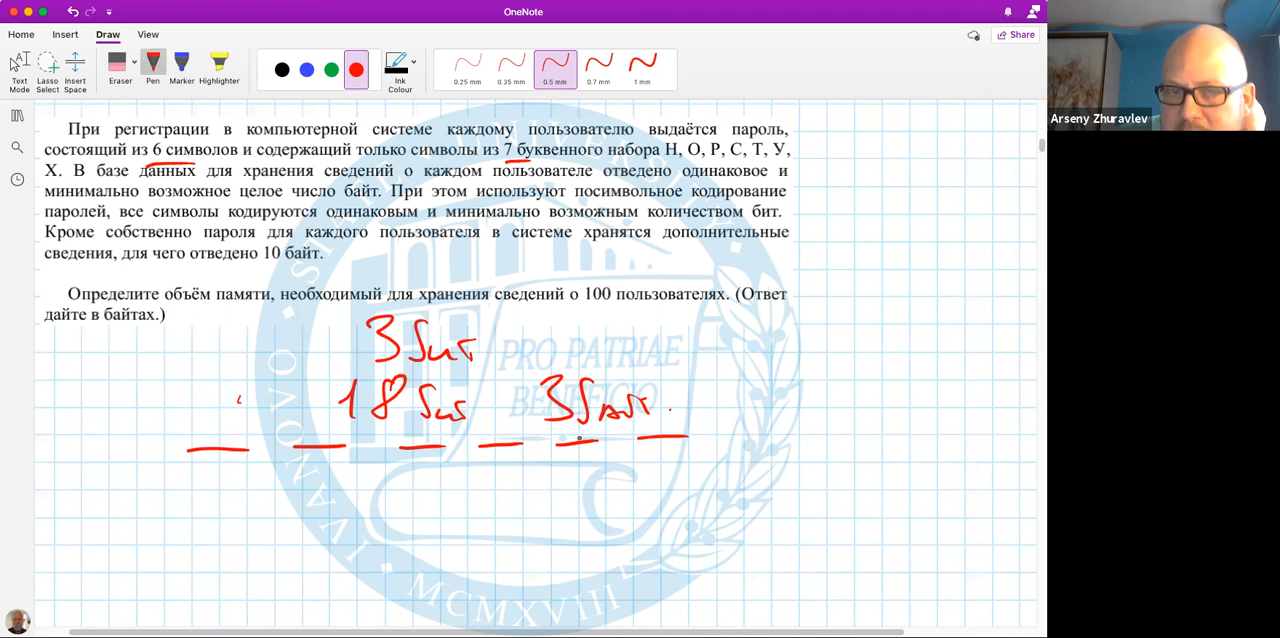 OneNote
Home Insert Draw View
Share
Text Mode
Lasso Select
Insert Space
Eraser
Pen
Marker
Highlighter
Ink Colour
0.25 mm
0.35 mm
0.5 mm
0.7 mm
1 mm
Arseny Zhuravlev
При регистрации в компьютерной системе каждому пользователю выдаётся пароль,
состоящий из 6 символов и содержащий только символы из 7 буквенного набора Н, О, Р, С, Т, У,
Х. В базе данных для хранения сведений о каждом пользователе отведено одинаковое и
минимально возможное целое число байт. При этом используют посимвольное кодирование
паролей, все символы кодируются одинаковым и минимально возможным количеством бит.
Кроме собственно пароля для каждого пользователя в системе хранятся дополнительные
сведения, для чего отведено 10 байт.
Определите объём памяти, необходимый для хранения сведений о 100 пользователях. (Ответ
дайте в байтах.)
3 бит
18 бит 3 байт.
PRO PATRIAE
IVANOVO STATE UNIVERSITY
MCMXVIII